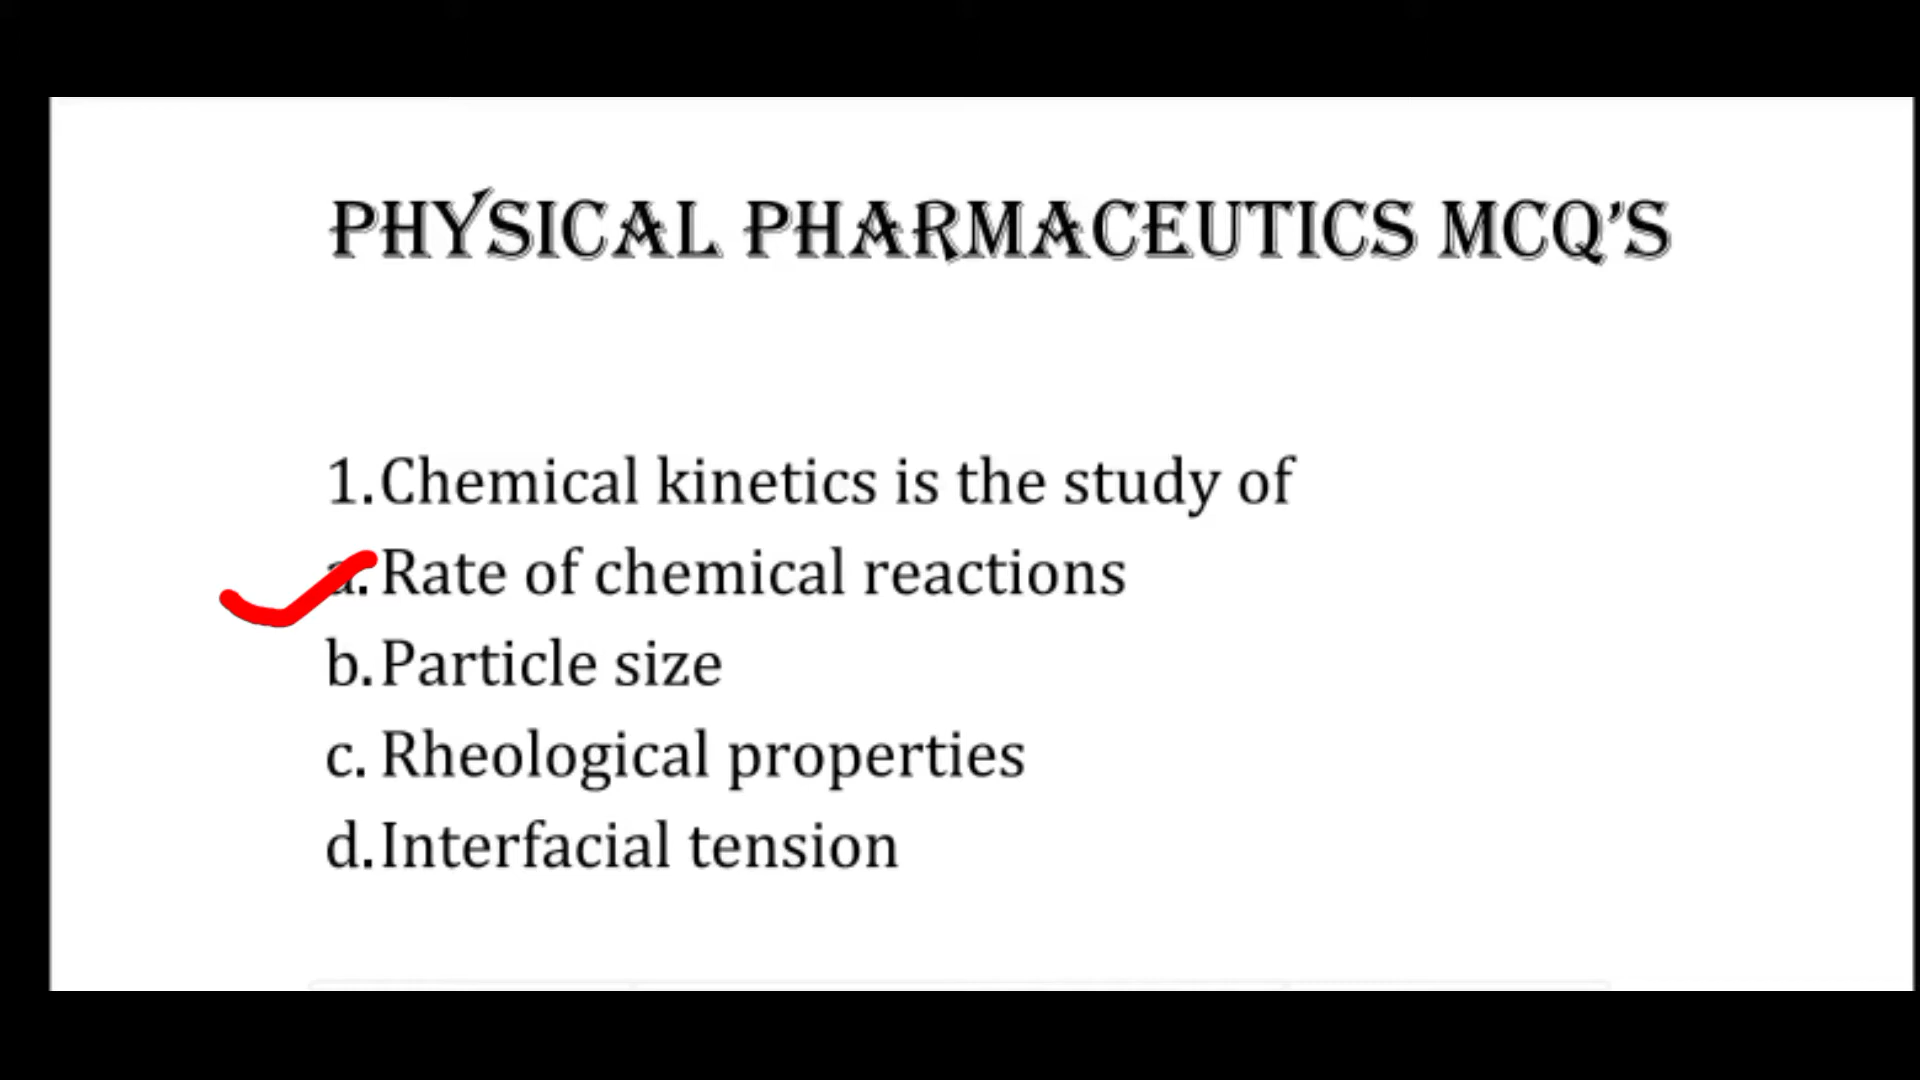 PHYSICAL PHARMACEUTICS MCQ'S
1. Chemical kinetics is the study of
a. Rate of chemical reactions
b. Particle size
c. Rheological properties
d. Interfacial tension